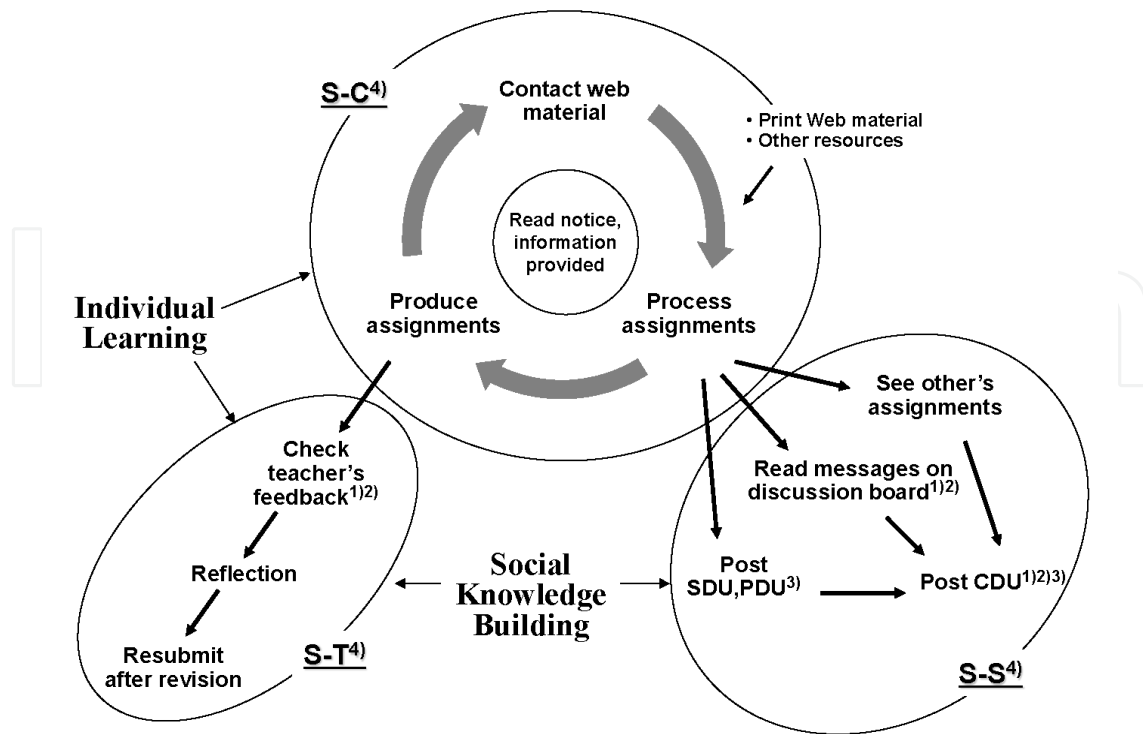 S-C4)
Contact web
material
• Print Web material
• Other resources
Read notice,
information
provided
Individual
Learning
Produce
assignments
Process
assignments
See other’s
assignments
Check
teacher’s
feedback1)2)
Read messages on
discussion board1)2)
Reflection
Social
Knowledge
Building
Post
SDU,PDU3)
Post CDU1)2)3)
Resubmit
after revision
S-T4)
S-S4)